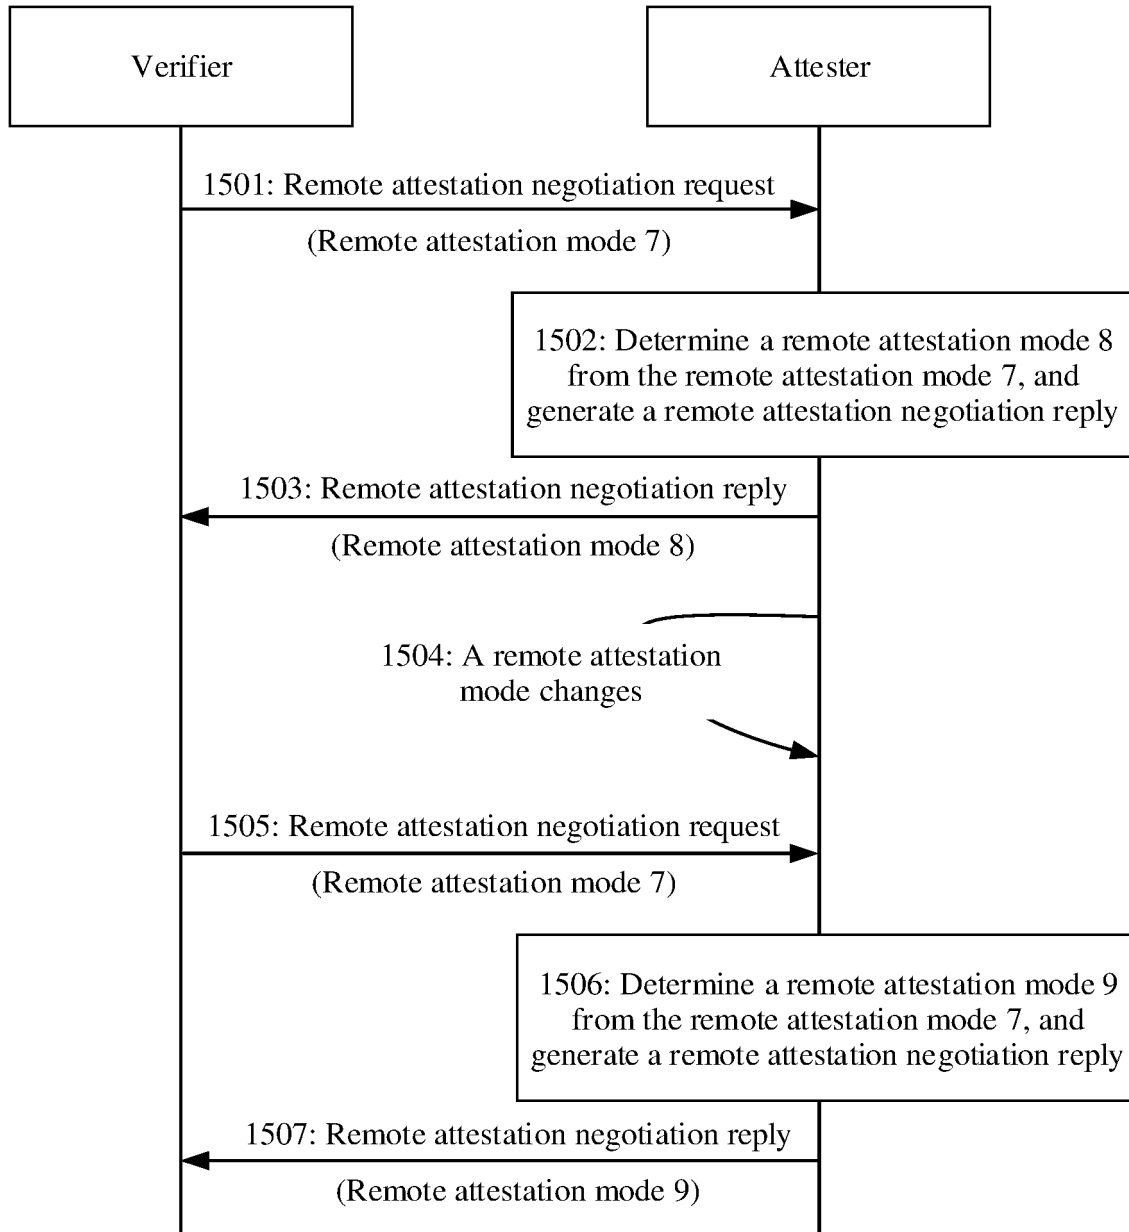 Verifier
Attester
1501: Remote attestation negotiation request
(Remote attestation mode 7)
1502: Determine a remote attestation mode 8
from the remote attestation mode 7, and
generate a remote attestation negotiation reply
1503: Remote attestation negotiation reply
(Remote attestation mode 8)
1504: A remote attestation
mode changes
1505: Remote attestation negotiation request
(Remote attestation mode 7)
1506: Determine a remote attestation mode 9
from the remote attestation mode 7, and
generate a remote attestation negotiation reply
1507: Remote attestation negotiation reply
(Remote attestation mode 9)